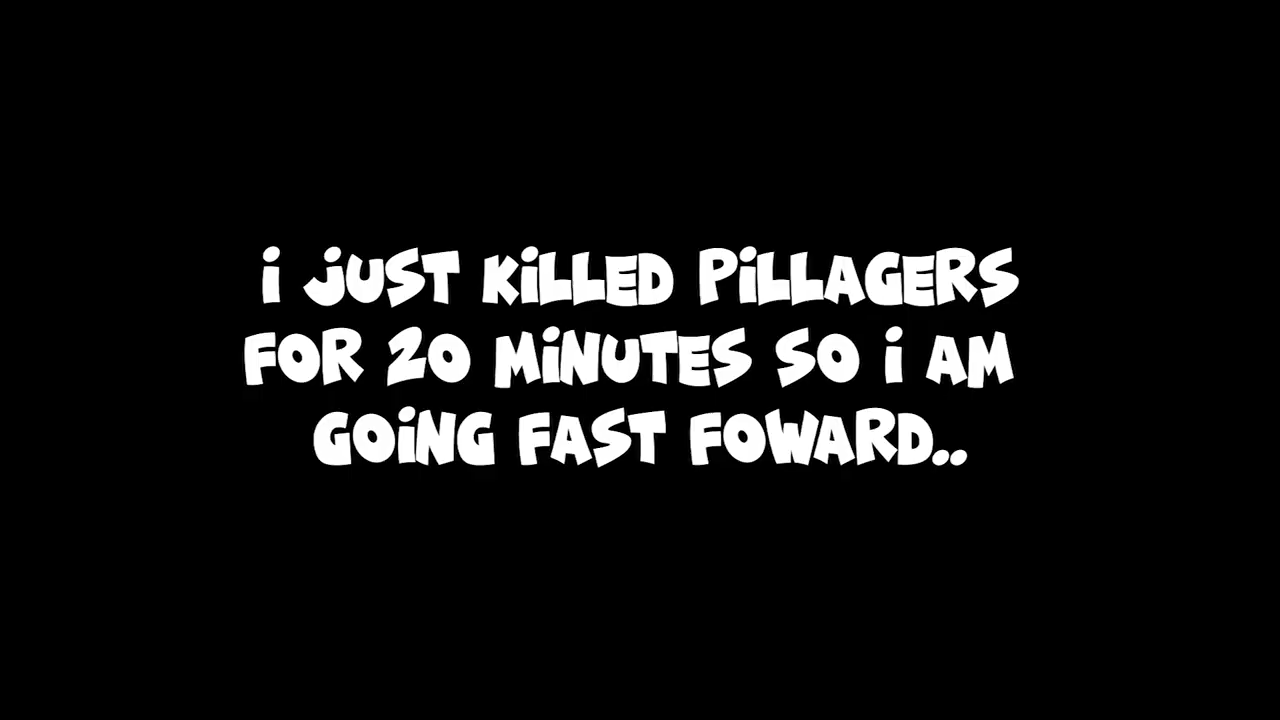 i JUST KiLLED PiLLAGERS
FOR 20 MiNUTES SO i AM
GOiNG FAST FOWARD..